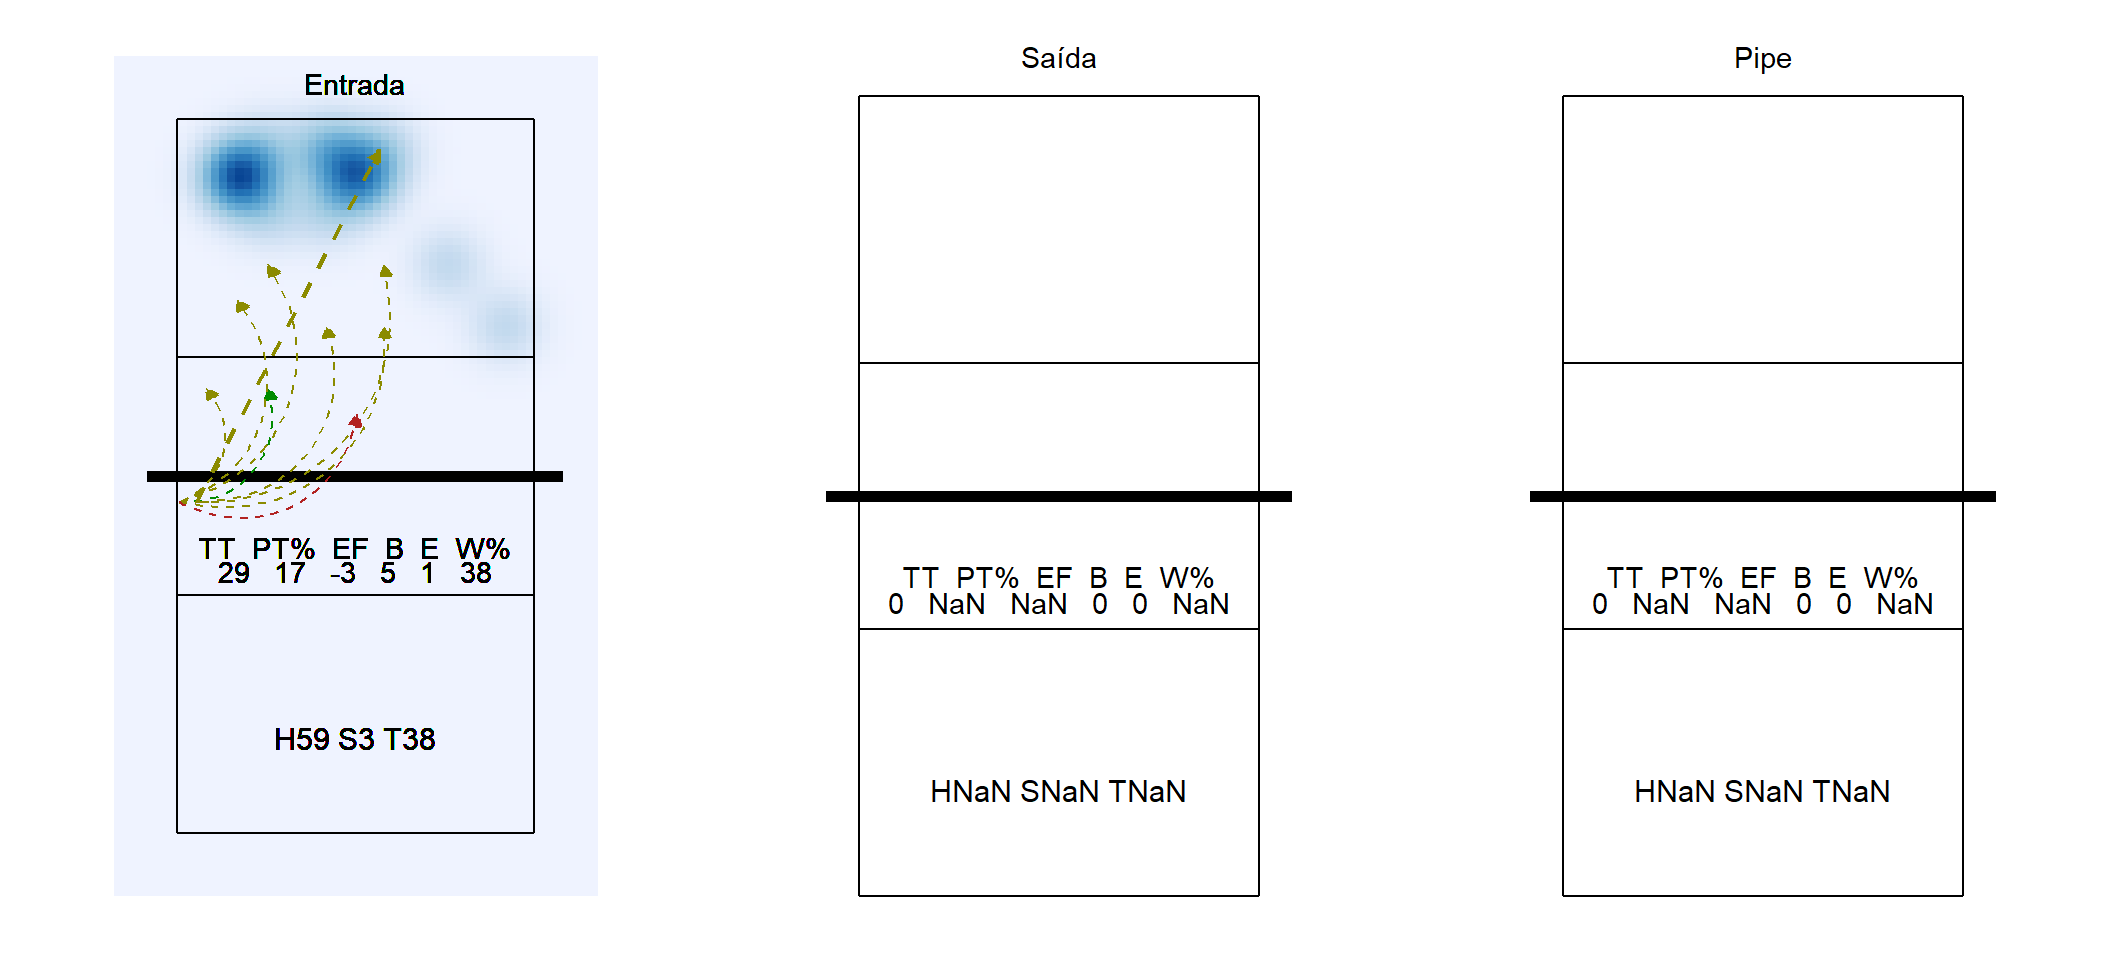 Entrada
TT PT% EF B E W%
29 17 -3 5 1 38
H59 S3 T38
Saída
TT PT% EF B E W%
0 NaN NaN 0 0 NaN
HNaN SNaN TNaN
Pipe
TT PT% EF B E W%
0 NaN NaN 0 0 NaN
HNaN SNaN TNaN